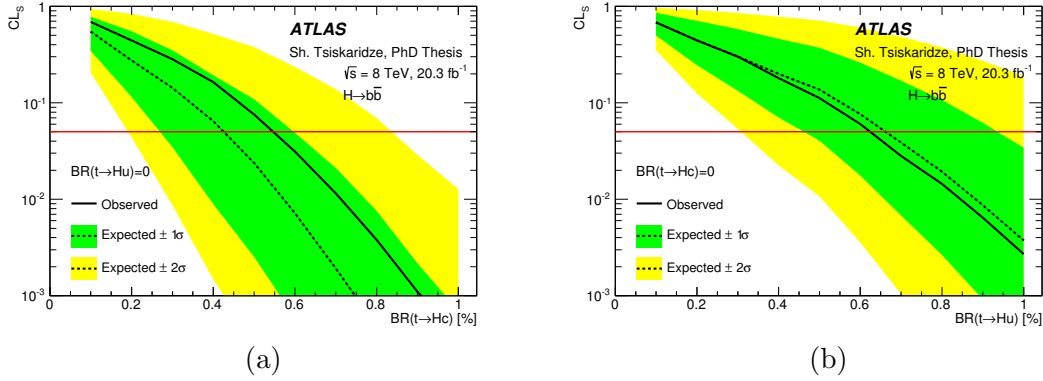 CLₛ
1
10⁻¹
10⁻²
10⁻³
0 0.2 0.4 0.6 0.8 1
BR(t→Hc) [%]
ATLAS
Sh. Tsiskaridze, PhD Thesis
√s = 8 TeV, 20.3 fb⁻¹
H→bb̅
BR(t→Hu)=0
Observed
Expected ± 1σ
Expected ± 2σ
(a)
CLₛ
1
10⁻¹
10⁻²
10⁻³
0 0.2 0.4 0.6 0.8 1
BR(t→Hu) [%]
ATLAS
Sh. Tsiskaridze, PhD Thesis
√s = 8 TeV, 20.3 fb⁻¹
H→bb̅
BR(t→Hc)=0
Observed
Expected ± 1σ
Expected ± 2σ
(b)